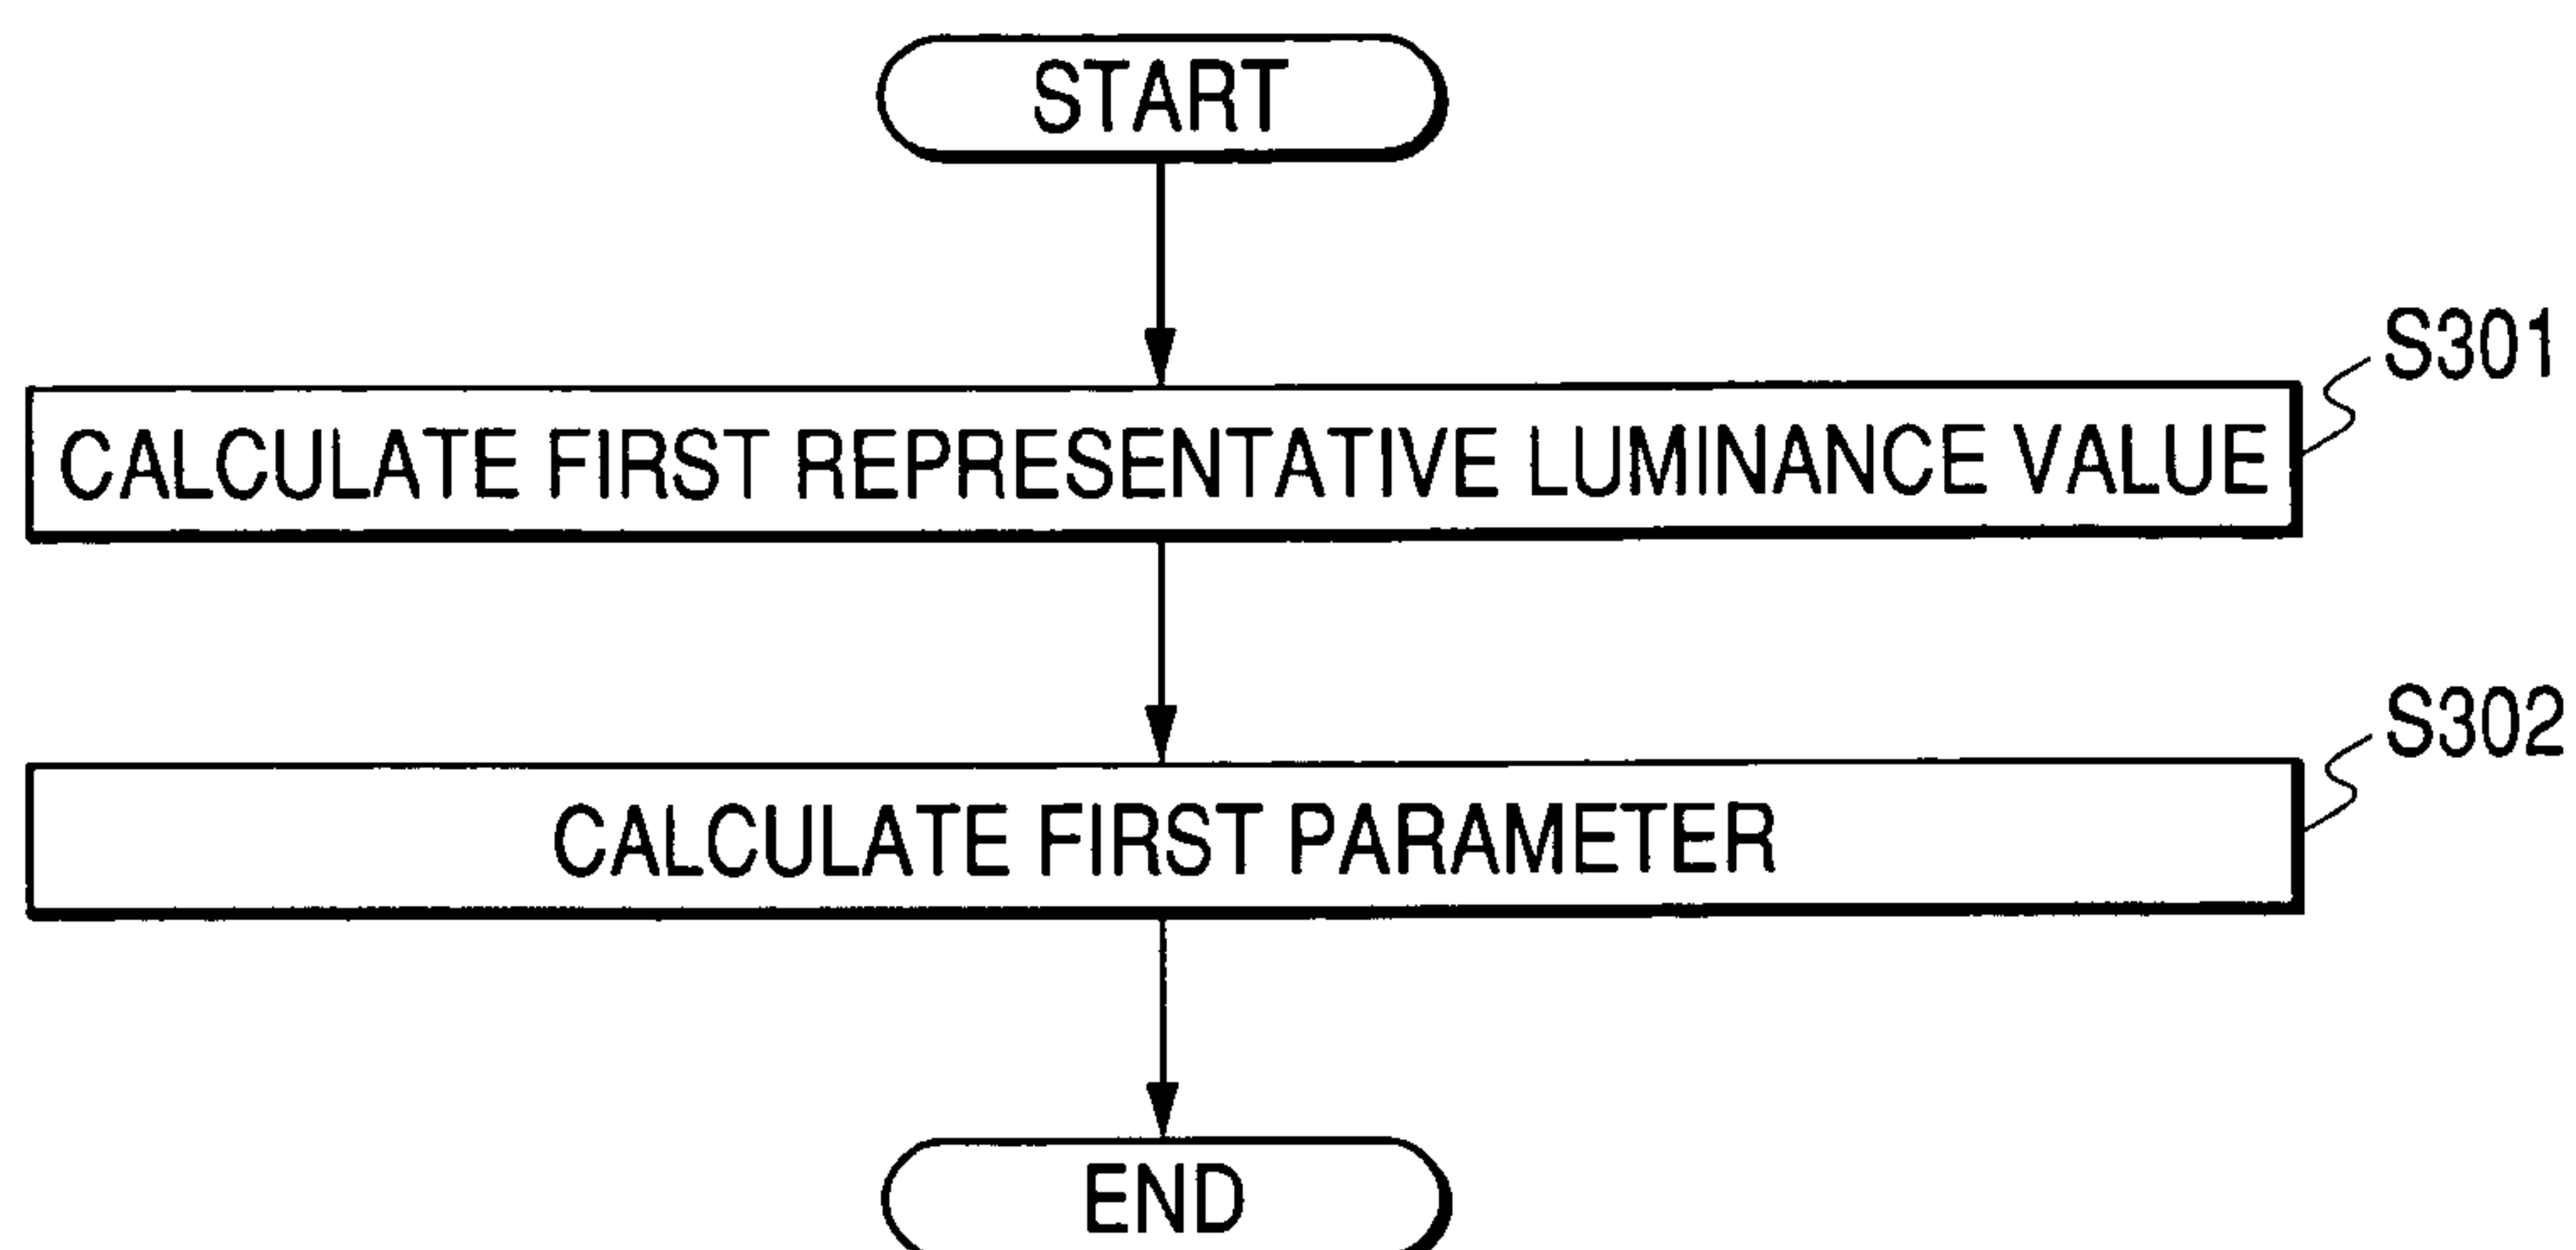 START
S301
CALCULATE FIRST REPRESENTATIVE LUMINANCE VALUE
S302
CALCULATE FIRST PARAMETER
END